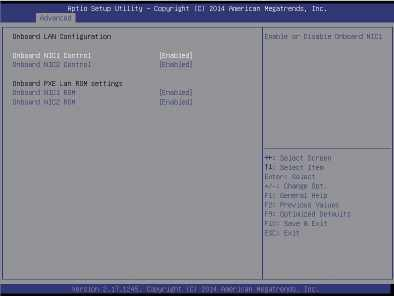 Aptio Setup Utility - Copyright (C) 2014 American Megatrends, Inc.
Advanced
Onboard LAN Configuration
Onboard NIC1 Control [Enabled]
Onboard NIC2 Control [Enabled]
Onboard PXE Lan ROM settings
Onboard NIC1 ROM [Enabled]
Onboard NIC2 ROM [Enabled]
Enable or Disable Onboard NIC1
→←: Select Screen
↑↓: Select Item
Enter: Select
+/-: Change Opt.
F1: General Help
F2: Previous Values
F9: Optimized Defaults
F10: Save & Exit
ESC: Exit
Version 2.17.1245. Copyright (C) 2014 American Megatrends, Inc.